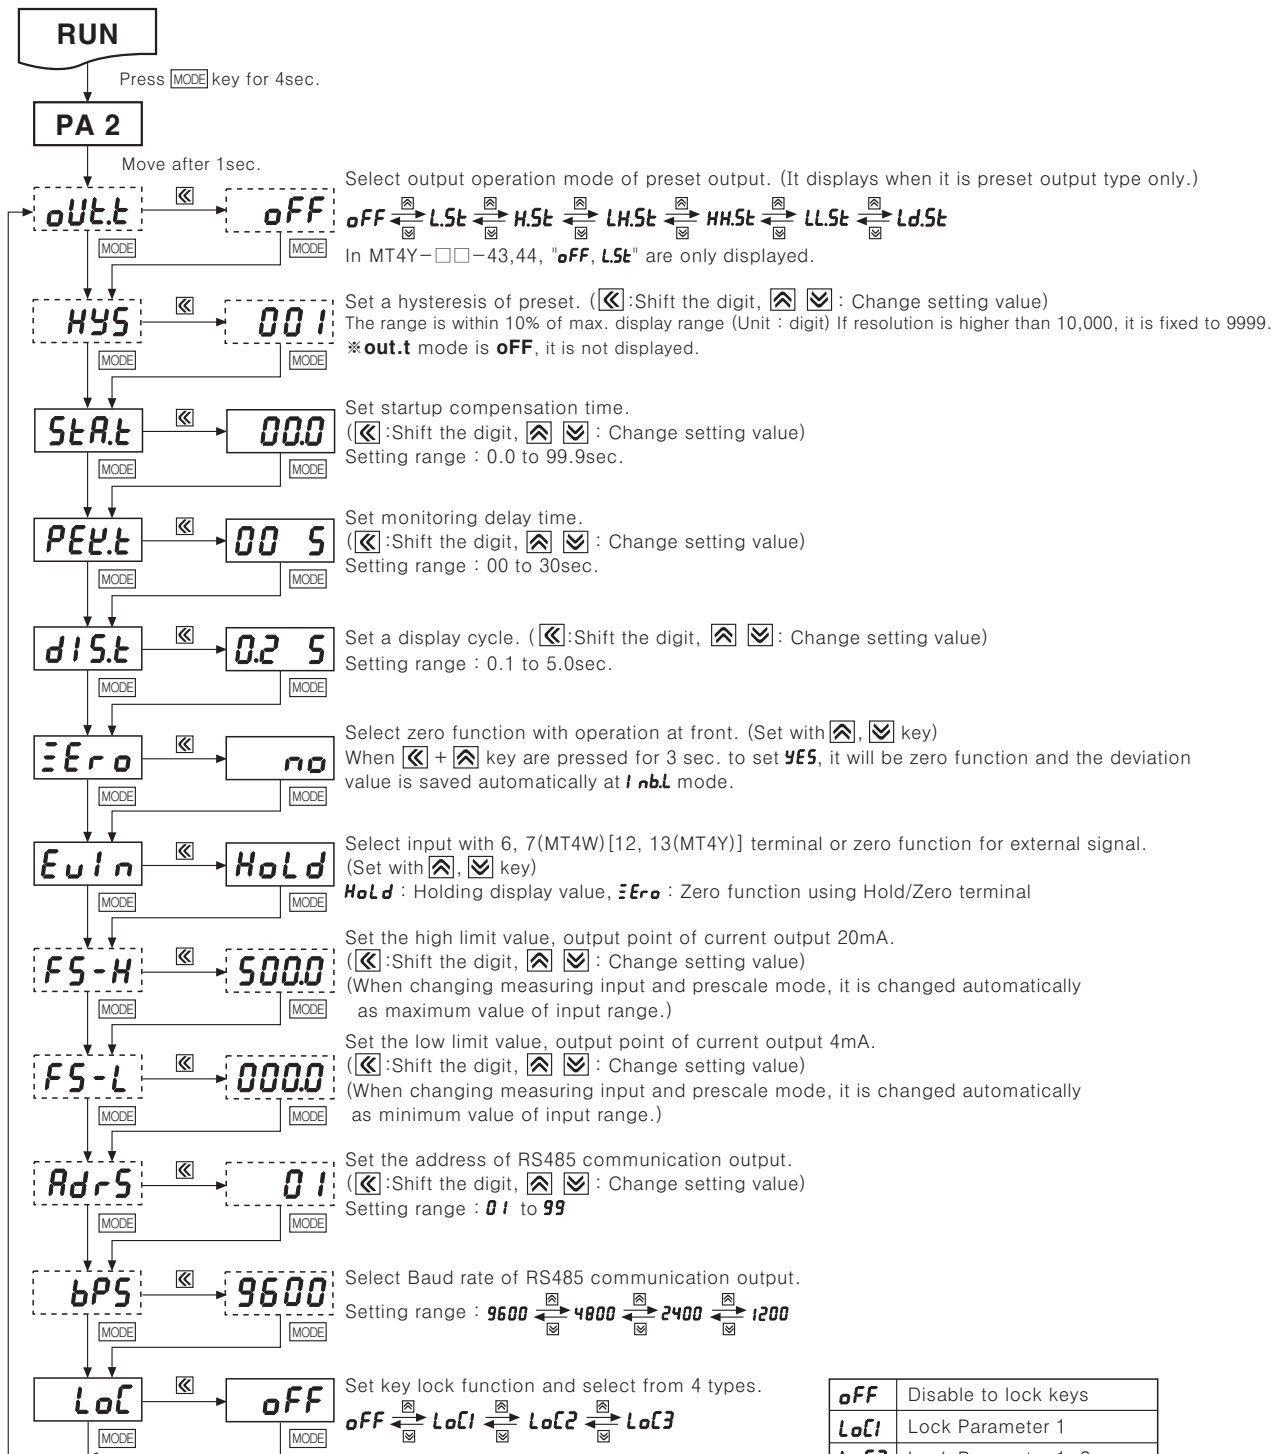 RUN
Press MODE key for 4sec.
PA 2
Move after 1sec.
oUt.t
oFF
MODE
MODE
Select output operation mode of preset output. (It displays when it is preset output type only.)
oFF L.St H.St LH.St HH.St LL.St Ld.St
In MT4Y-□□-43,44, "oFF, L.St" are only displayed.
HYS
001
MODE
MODE
Set a hysteresis of preset. (≪:Shift the digit, ︽ ︾ : Change setting value)
The range is within 10% of max. display range (Unit : digit) If resolution is higher than 10,000, it is fixed to 9999.
※out.t mode is oFF, it is not displayed.
StA.t
00.0
MODE
MODE
Set startup compensation time.
(≪:Shift the digit, ︽ ︾ : Change setting value)
Setting range : 0.0 to 99.9sec.
PEK.t
00 S
MODE
MODE
Set monitoring delay time.
(≪:Shift the digit, ︽ ︾ : Change setting value)
Setting range : 00 to 30sec.
dIS.t
0.2 S
MODE
MODE
Set a display cycle. (≪:Shift the digit, ︽ ︾ : Change setting value)
Setting range : 0.1 to 5.0sec.
ZEro
no
MODE
MODE
Select zero function with operation at front. (Set with ︽, ︾ key)
When ≪ + ︽ key are pressed for 3 sec. to set YES, it will be zero function and the deviation
value is saved automatically at Inb.L mode.
EvIn
HoLd
MODE
MODE
Select input with 6, 7(MT4W)[12, 13(MT4Y)] terminal or zero function for external signal.
(Set with ︽, ︾ key)
HoLd : Holding display value, ZEro : Zero function using Hold/Zero terminal
FS-H
500.0
MODE
MODE
Set the high limit value, output point of current output 20mA.
(≪:Shift the digit, ︽ ︾ : Change setting value)
(When changing measuring input and prescale mode, it is changed automatically
as maximum value of input range.)
FS-L
000.0
MODE
MODE
Set the low limit value, output point of current output 4mA.
(≪:Shift the digit, ︽ ︾ : Change setting value)
(When changing measuring input and prescale mode, it is changed automatically
as minimum value of input range.)
AdrS
01
MODE
MODE
Set the address of RS485 communication output.
(≪:Shift the digit, ︽ ︾ : Change setting value)
Setting range : 01 to 99
bPS
9600
MODE
MODE
Select Baud rate of RS485 communication output.
Setting range : 9600 4800 2400 1200
LoC
oFF
MODE
MODE
Set key lock function and select from 4 types.
oFF LoC1 LoC2 LoC3
oFF Disable to lock keys
LoC1 Lock Parameter 1